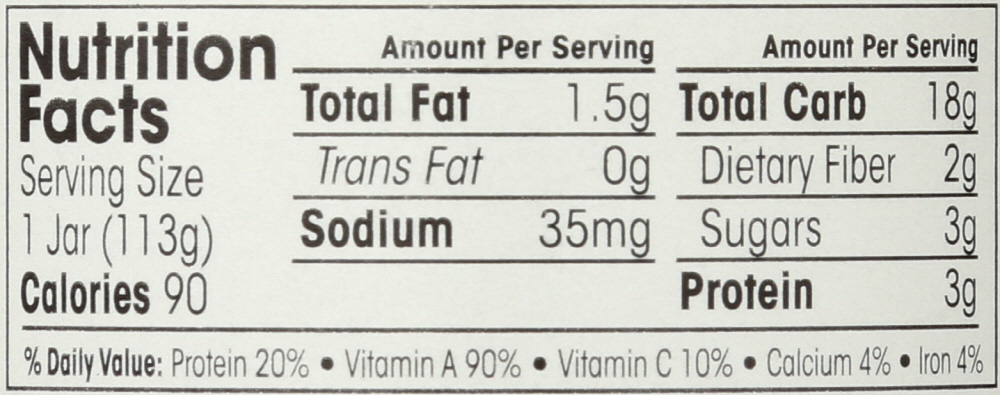 Nutrition
Facts
Serving Size
1 Jar (113g)
Calories 90
Amount Per Serving
Total Fat 1.5g
Trans Fat 0g
Sodium 35mg
Amount Per Serving
Total Carb 18g
Dietary Fiber 2g
Sugars 3g
Protein 3g
% Daily Value: Protein 20% • Vitamin A 90% • Vitamin C 10% • Calcium 4% • Iron 4%